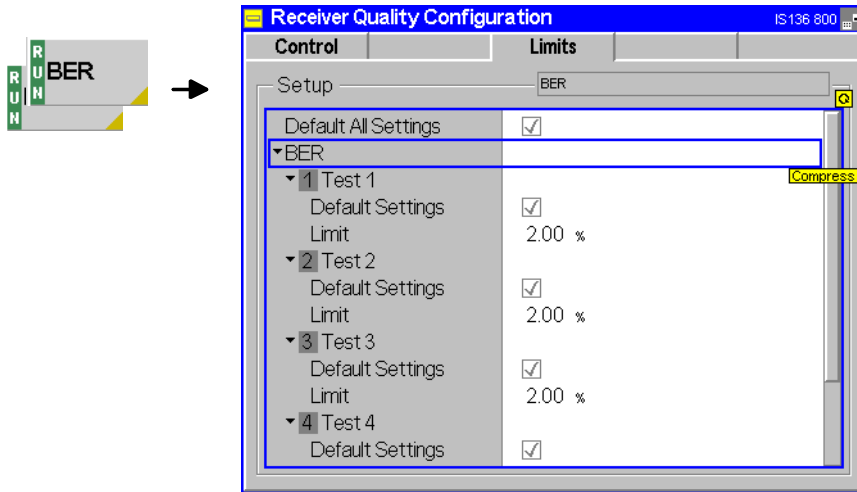 Receiver Quality Configuration IS136 800
Control Limits
RUN BER
RUN
Setup BER
Default All Settings
BER
Compress
1 Test 1
Default Settings
Limit 2.00 %
2 Test 2
Default Settings
Limit 2.00 %
3 Test 3
Default Settings
Limit 2.00 %
4 Test 4
Default Settings